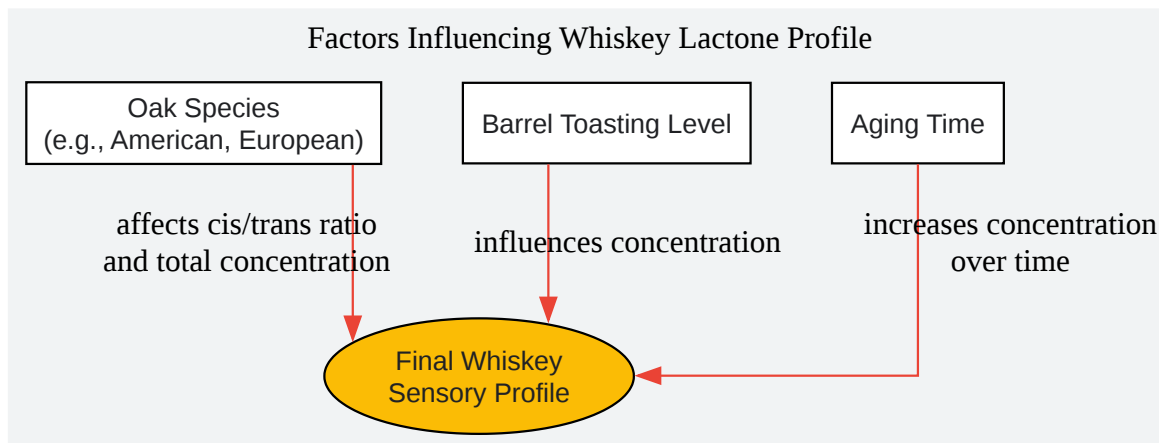 Factors Influencing Whiskey Lactone Profile
Oak Species
(e.g., American, European)
Barrel Toasting Level
Aging Time
affects cis/trans ratio
and total concentration
influences concentration
increases concentration
over time
Final Whiskey
Sensory Profile